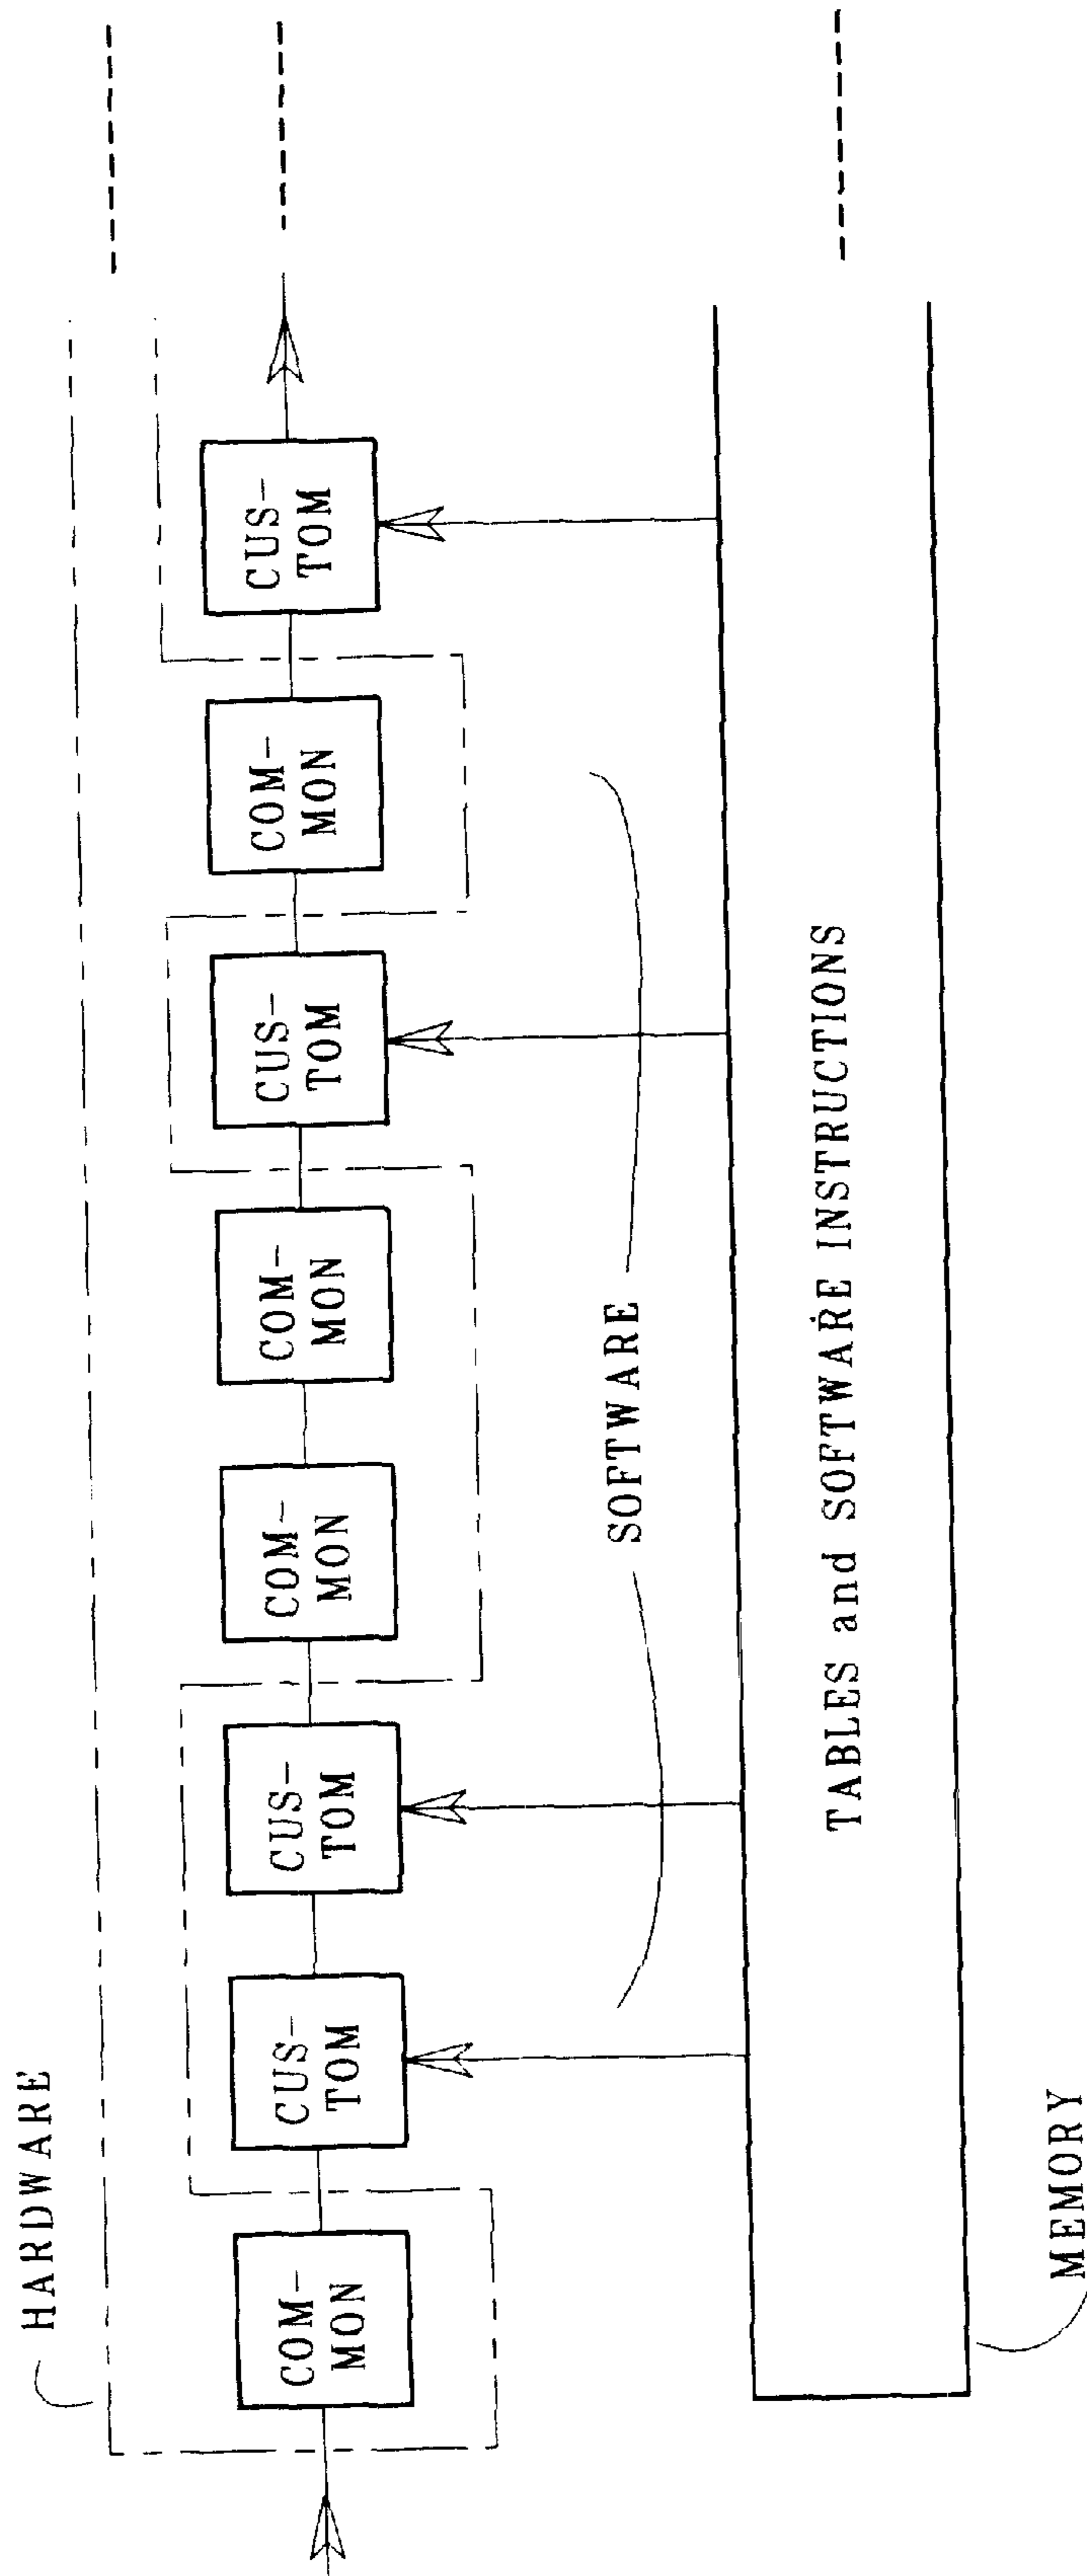 HARDWARE
COM-
MON
CUS-
TOM
CUS-
TOM
COM-
MON
COM-
MON
CUS-
TOM
COM-
MON
CUS-
TOM
SOFTWARE
TABLES and SOFTWARE INSTRUCTIONS
MEMORY